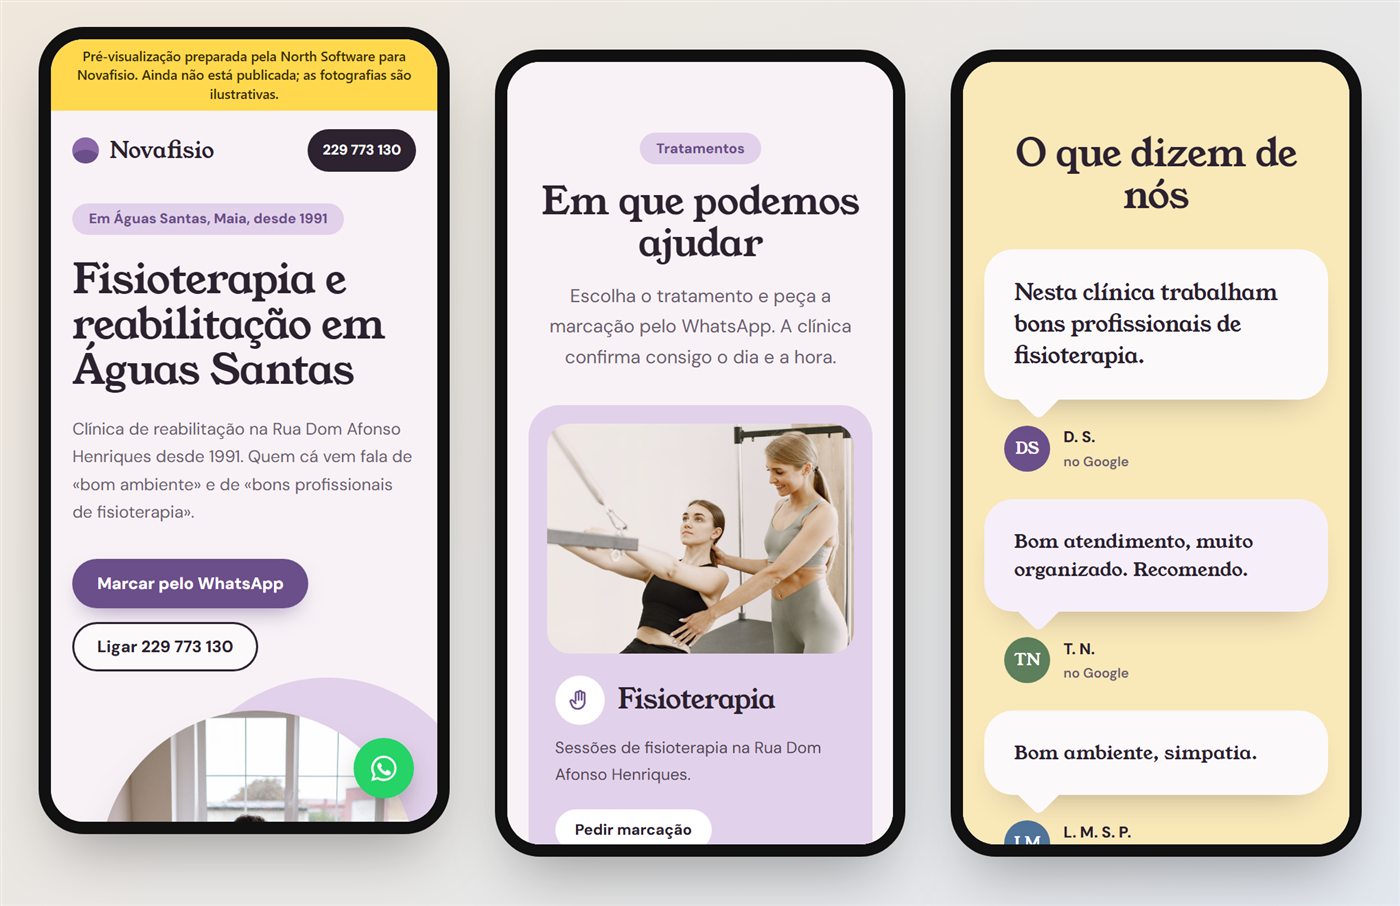 Pré-visualização preparada pela North Software para
Novafisio. Ainda não está publicada; as fotografias são
ilustrativas.
Novafisio
229 773 130
Em Águas Santas, Maia, desde 1991
Fisioterapia e
reabilitação em
Águas Santas
Clínica de reabilitação na Rua Dom Afonso
Henriques desde 1991. Quem cá vem fala de
«bom ambiente» e de «bons profissionais
de fisioterapia».
Marcar pelo WhatsApp
Ligar 229 773 130
Tratamentos
Em que podemos
ajudar
Escolha o tratamento e peça a
marcação pelo WhatsApp. A clínica
confirma consigo o dia e a hora.
Fisioterapia
Sessões de fisioterapia na Rua Dom
Afonso Henriques.
Pedir marcação
O que dizem de
nós
Nesta clínica trabalham
bons profissionais de
fisioterapia.
DS
D. S.
no Google
Bom atendimento, muito
organizado. Recomendo.
TN
T. N.
no Google
Bom ambiente, simpatia.
LM
L. M. S. P.